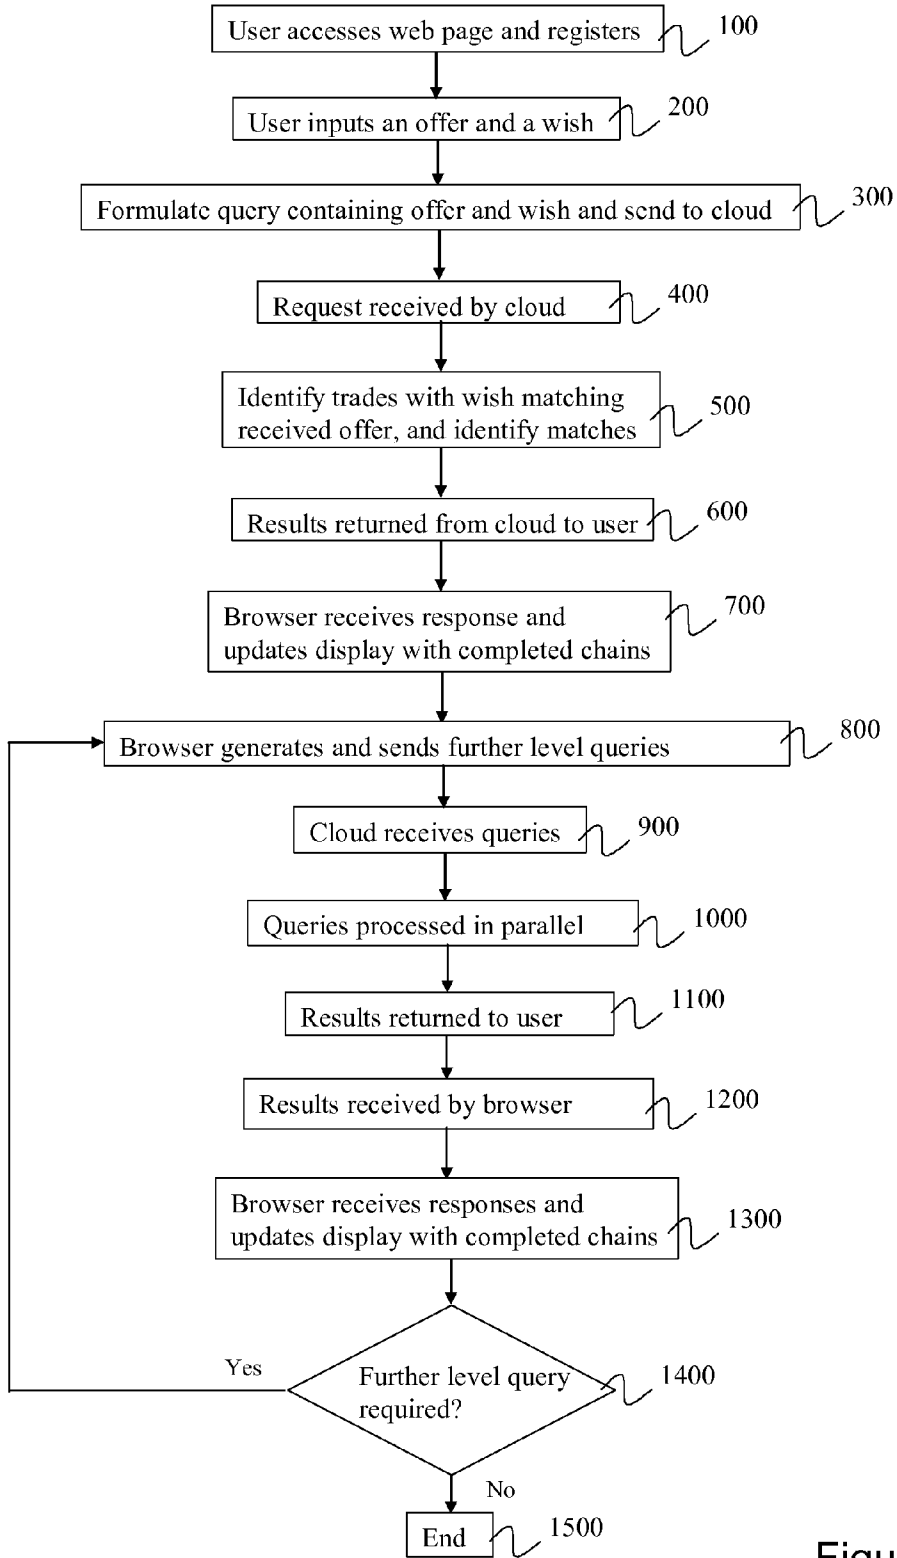 User accesses web page and registers
100
User inputs an offer and a wish
200
Formulate query containing offer and wish and send to cloud
300
Request received by cloud
400
Identify trades with wish matching
received offer, and identify matches
500
Results returned from cloud to user
600
Browser receives response and
updates display with completed chains
700
Browser generates and sends further level queries
800
Cloud receives queries
900
Queries processed in parallel
1000
Results returned to user
1100
Results received by browser
1200
Browser receives responses and
updates display with completed chains
1300
Yes
Further level query
required?
1400
No
End
1500